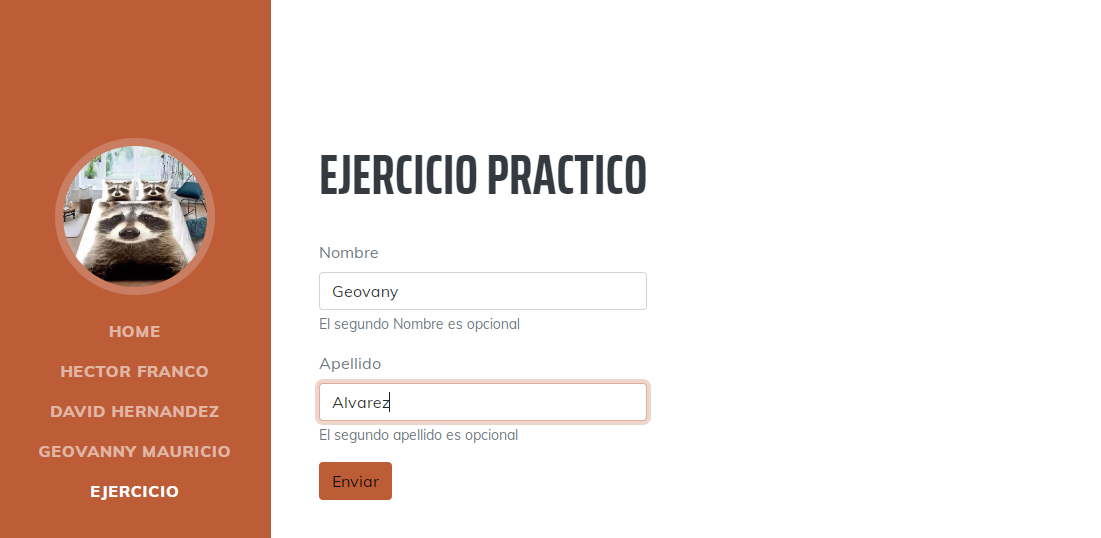 HOME
HECTOR FRANCO
DAVID HERNANDEZ
GEOVANNY MAURICIO
EJERCICIO
EJERCICIO PRACTICO
Nombre
Geovany
El segundo Nombre es opcional
Apellido
Alvarez
El segundo apellido es opcional
Enviar